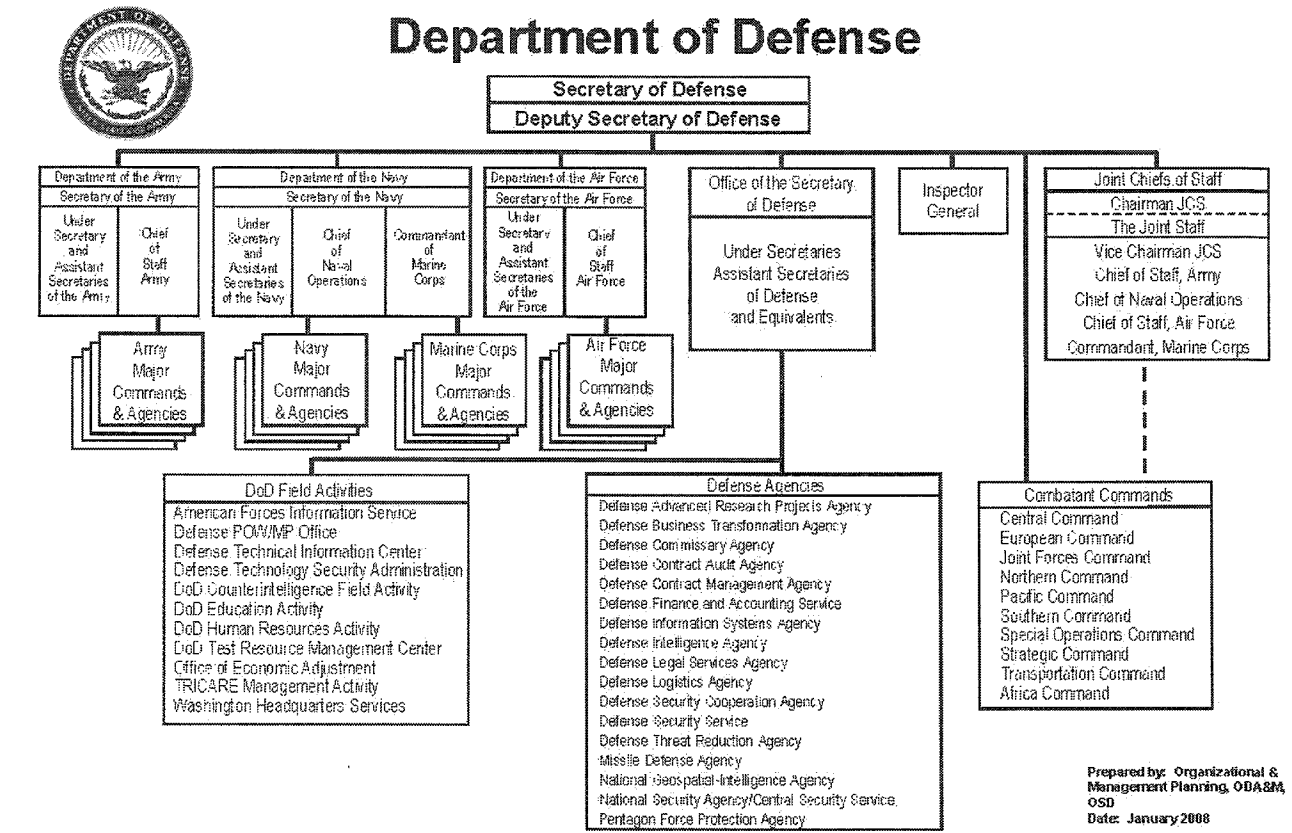 DEPARTMENT OF DEFENSE
Department of Defense
Secretary of Defense
Deputy Secretary of Defense
Department of the Army
Secretary of the Army
Under
Secretary
and
Assistant
Secretaries
of the Army
Chief
of
Staff
Army
Department of the Navy
Secretary of the Navy
Under
Secretary
and
Assistant
Secretaries
of the Navy
Chief
of
Naval
Operations
Commandant
of
Marine
Corps
Department of the Air Force
Secretary of the Air Force
Under
Secretary
and
Assistant
Secretaries
of the
Air Force
Chief
of
Staff
Air Force
Office of the Secretary
of Defense
Under Secretaries
Assistant Secretaries
of Defense
and Equivalents
Inspector
General
Joint Chiefs of Staff
Chairman JCS
The Joint Staff
Vice Chairman JCS
Chief of Staff, Army
Chief of Naval Operations
Chief of Staff, Air Force
Commandant, Marine Corps
Army
Major
Commands
& Agencies
Navy
Major
Commands
& Agencies
Marine Corps
Major
Commands
& Agencies
Air Force
Major
Commands
& Agencies
DoD Field Activities
American Forces Information Service
Defense POW/MP Office
Defense Technical Information Center
Defense Technology Security Administration
DoD Counterintelligence Field Activity
DoD Education Activity
DoD Human Resources Activity
DoD Test Resource Management Center
Office of Economic Adjustment
TRICARE Management Activity
Washington Headquarters Services
Defense Agencies
Defense Advanced Research Projects Agency
Defense Business Transformation Agency
Defense Commissary Agency
Defense Contract Audit Agency
Defense Contract Management Agency
Defense Finance and Accounting Service
Defense Information Systems Agency
Defense Intelligence Agency
Defense Legal Services Agency
Defense Logistics Agency
Defense Security Cooperation Agency
Defense Security Service
Defense Threat Reduction Agency
Missile Defense Agency
National Geospatial-Intelligence Agency
National Security Agency/Central Security Service
Pentagon Force Protection Agency
Combatant Commands
Central Command
European Command
Joint Forces Command
Northern Command
Pacific Command
Southern Command
Special Operations Command
Strategic Command
Transportation Command
Africa Command
Prepared by: Organizational &
Management Planning, ODA&M,
OSD
Date: January 2008